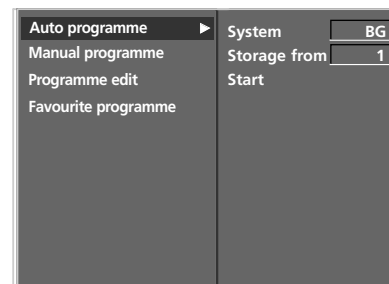 Auto programme ▶
Manual programme
Programme edit
Favourite programme
System BG
Storage from 1
Start